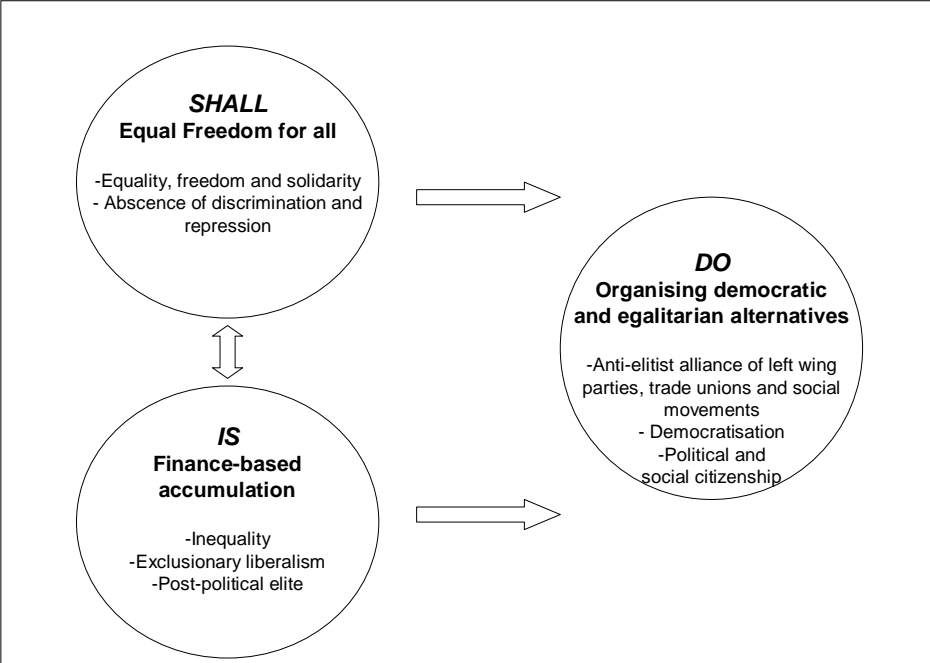 SHALL
Equal Freedom for all
-Equality, freedom and solidarity
- Abscence of discrimination and
repression
IS
Finance-based
accumulation
-Inequality
-Exclusionary liberalism
-Post-political elite
DO
Organising democratic
and egalitarian alternatives
-Anti-elitist alliance of left wing
parties, trade unions and social
movements
- Democratisation
-Political and
social citizenship